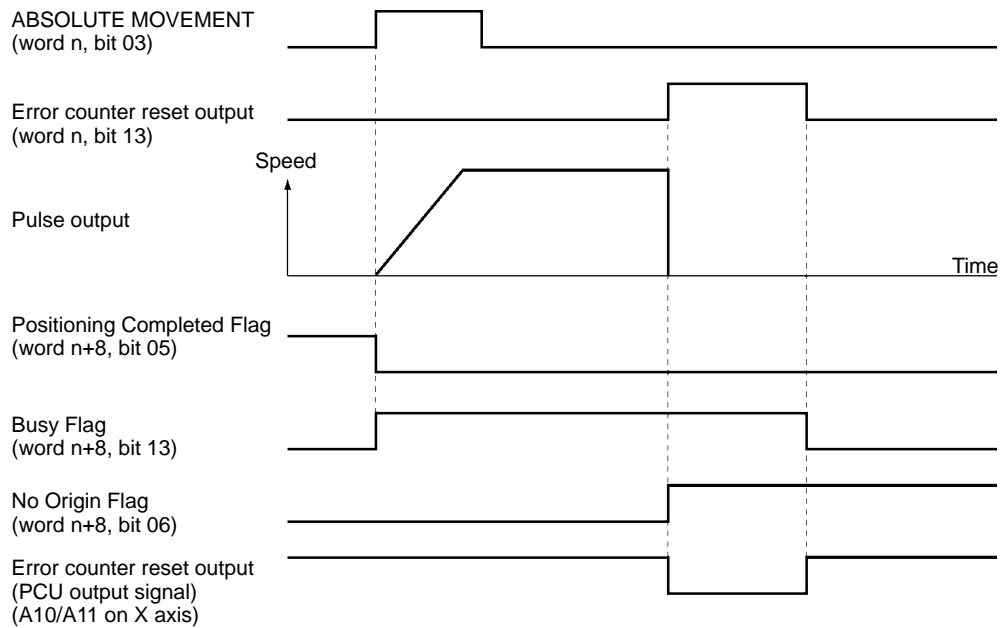 ABSOLUTE MOVEMENT
(word n, bit 03)
Error counter reset output
(word n, bit 13)
Speed
Pulse output
Time
Positioning Completed Flag
(word n+8, bit 05)
Busy Flag
(word n+8, bit 13)
No Origin Flag
(word n+8, bit 06)
Error counter reset output
(PCU output signal)
(A10/A11 on X axis)